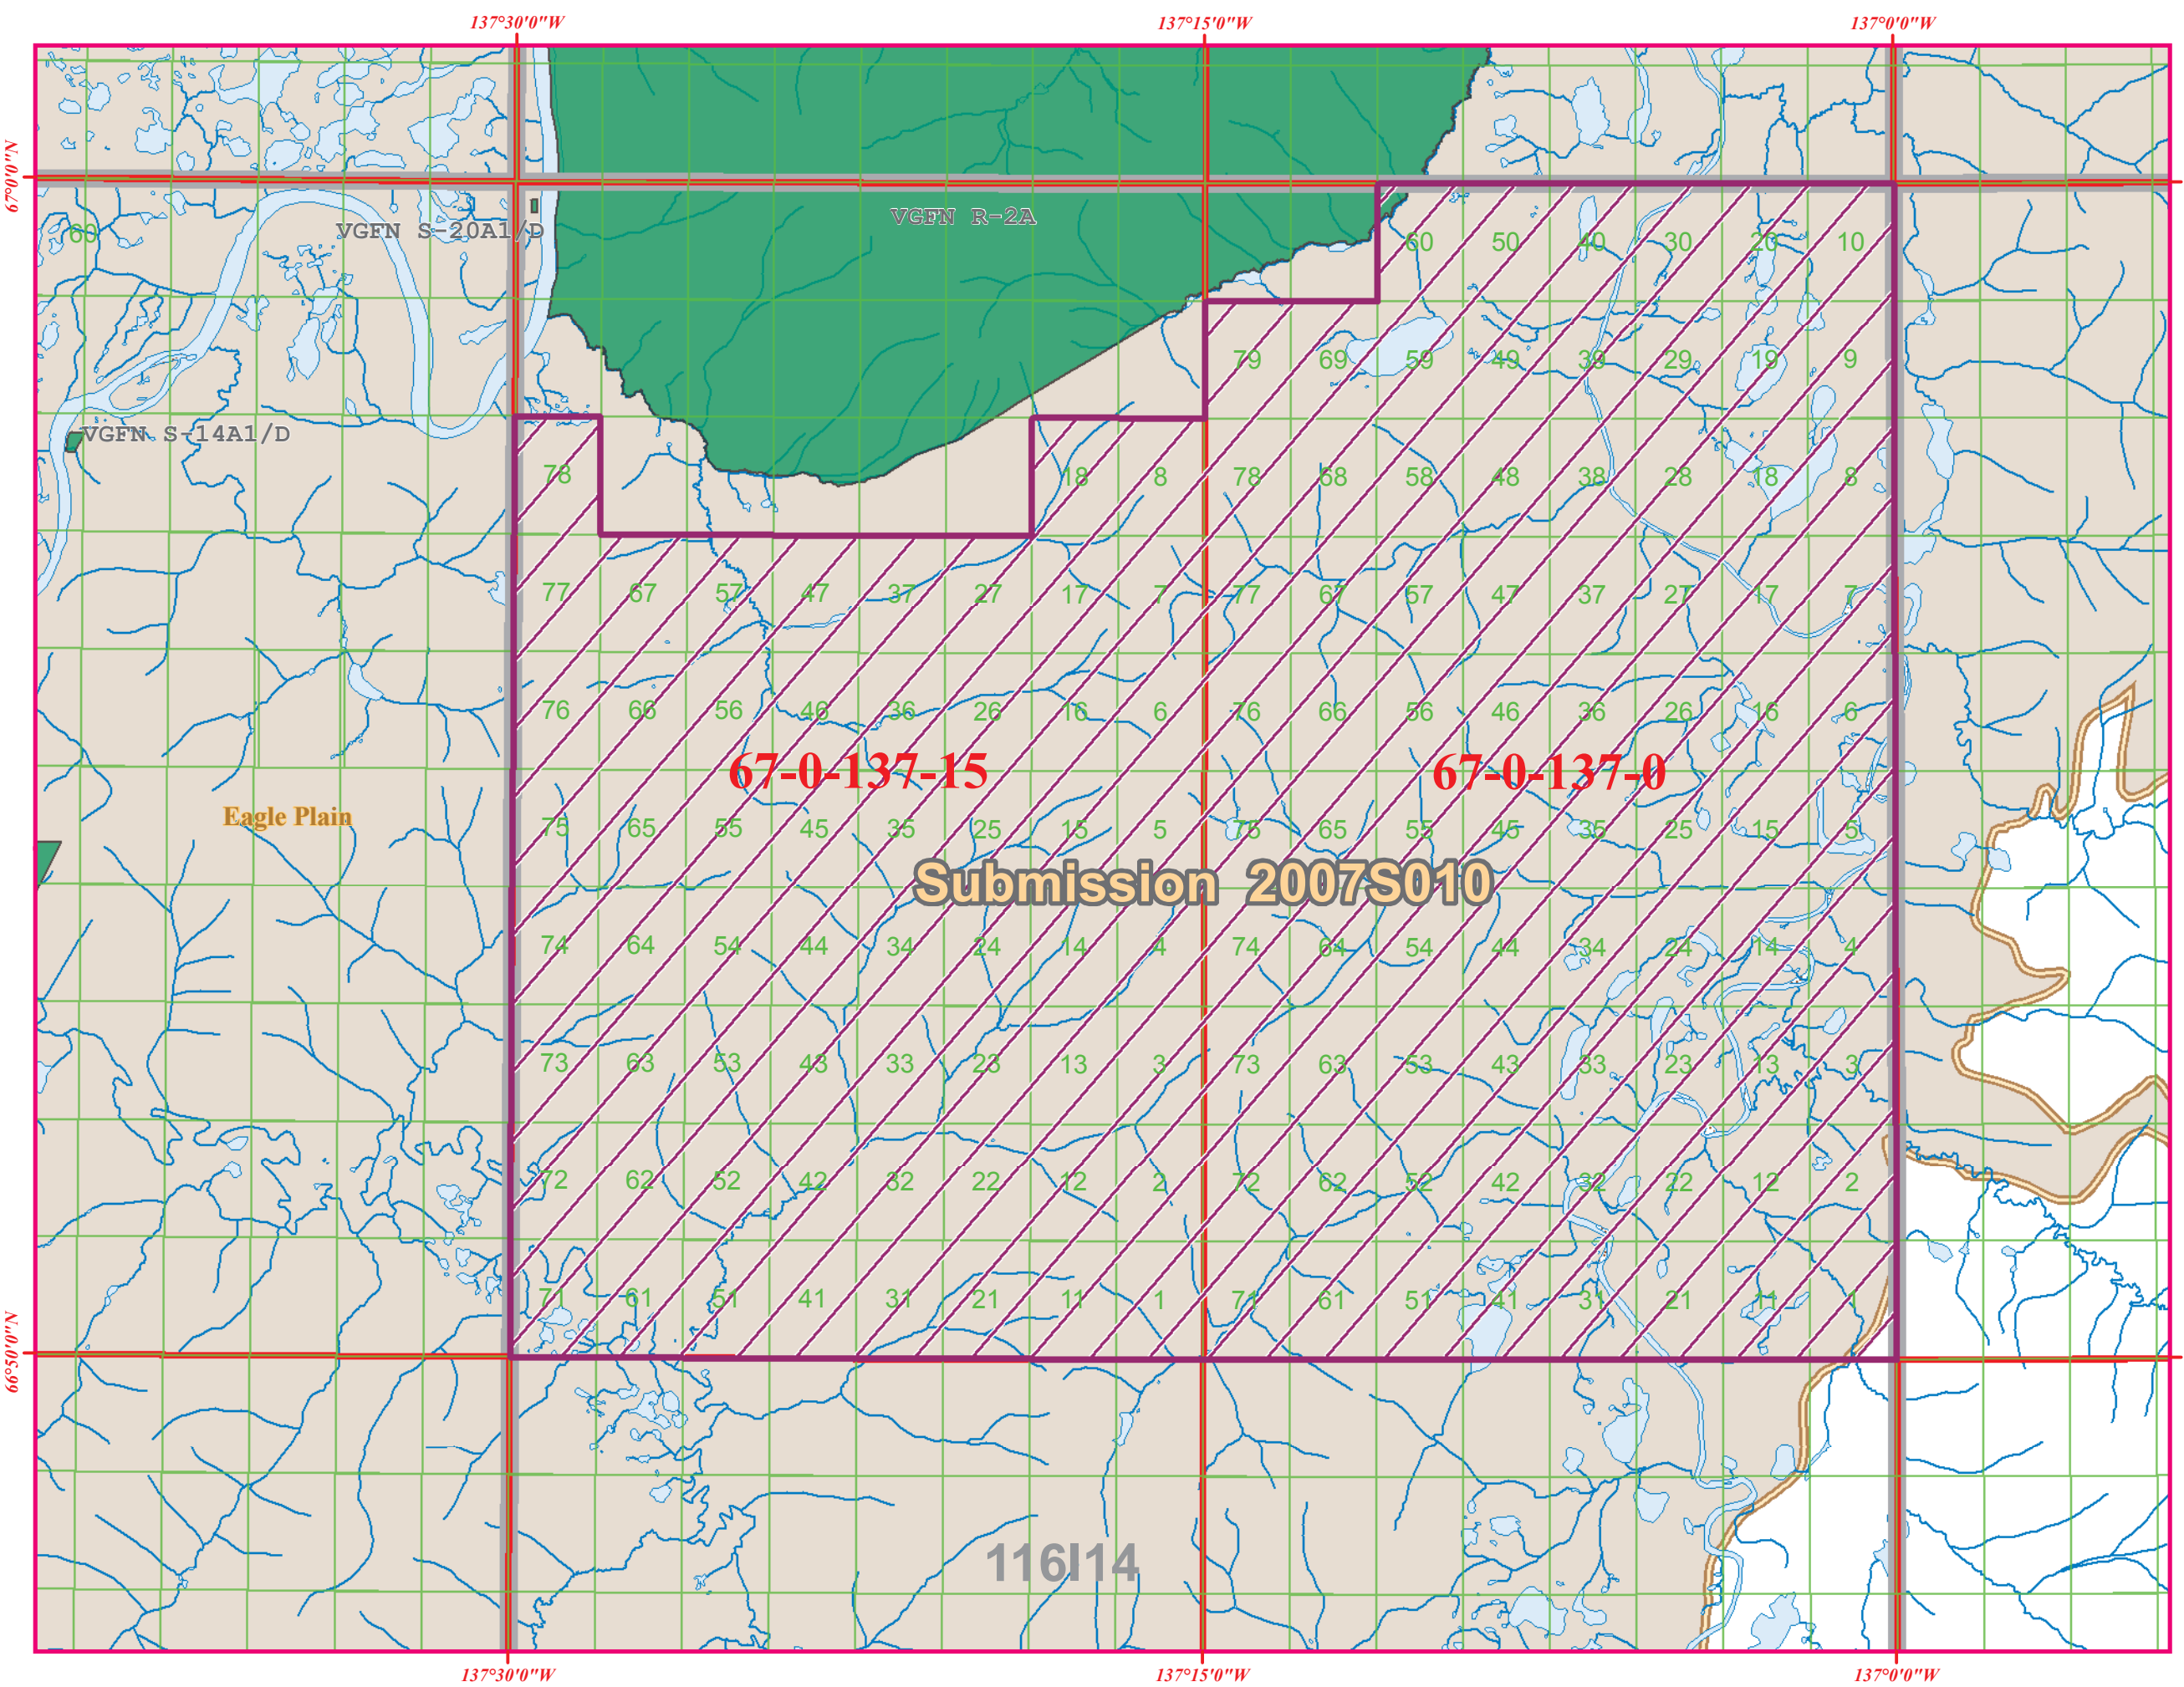 137°30'0"W 137°15'0"W 137°0'0"W
67°0'0"N
VGFN R-2A
60 VGFN S-20A1/D
60 50 40 30 20 10
79 69 59 49 39 29 19 9
VGFN S-14A1/D
78 18 8 78 68 58 48 38 28 18 8
77 67 57 47 37 27 17 7 77 67 57 47 37 27 17 7
76 66 56 46 36 26 16 6 76 66 56 46 36 26 16 6
67-0-137-15 67-0-137-0
Eagle Plain
75 65 55 45 35 25 15 5 75 65 55 45 35 25 15 5
Submission 2007S010
74 64 54 44 34 24 14 4 74 64 54 44 34 24 14 4
73 63 53 43 33 23 13 3 73 63 53 43 33 23 13 3
72 62 52 42 32 22 12 2 72 62 52 42 32 22 12 2
71 61 51 41 31 21 11 1 71 61 51 41 31 21 11 1
66°50'0"N
116I14
137°30'0"W 137°15'0"W 137°0'0"W